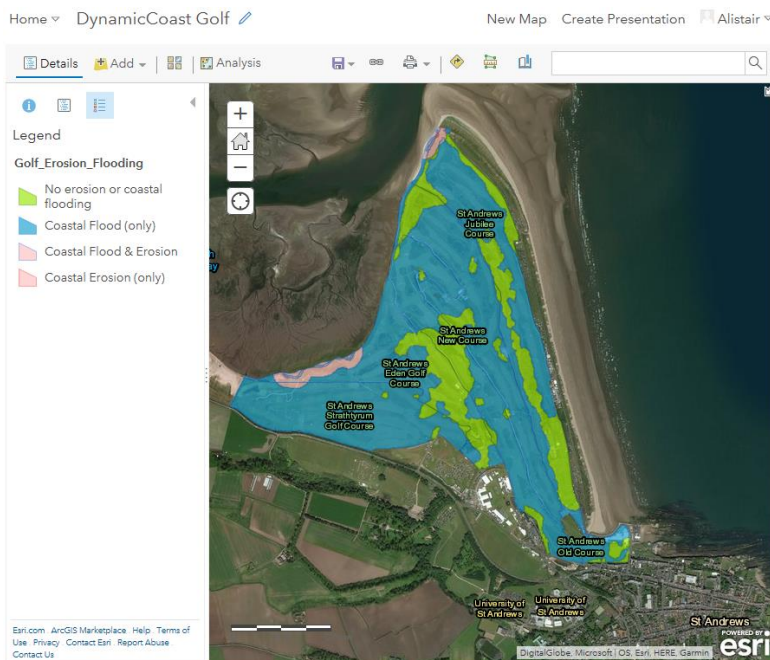 Home DynamicCoast Golf New Map Create Presentation Alistair
Details Add Analysis
Legend
Golf_Erosion_Flooding
No erosion or coastal
flooding
Coastal Flood (only)
Coastal Flood & Erosion
Coastal Erosion (only)
St Andrews
Jubilee
Course
St Andrews
New Course
St Andrews
Eden Golf
Course
St Andrews
Strathtyrum
Golf Course
St Andrews
Old Course
University of
St Andrews
University of
St Andrews
St Andrews
Esri.com ArcGIS Marketplace Help Terms of
Use Privacy Contact Esri Report Abuse
Contact Us
POWERED BY
esri
DigitalGlobe, Microsoft | OS, Esri, HERE, Garmin